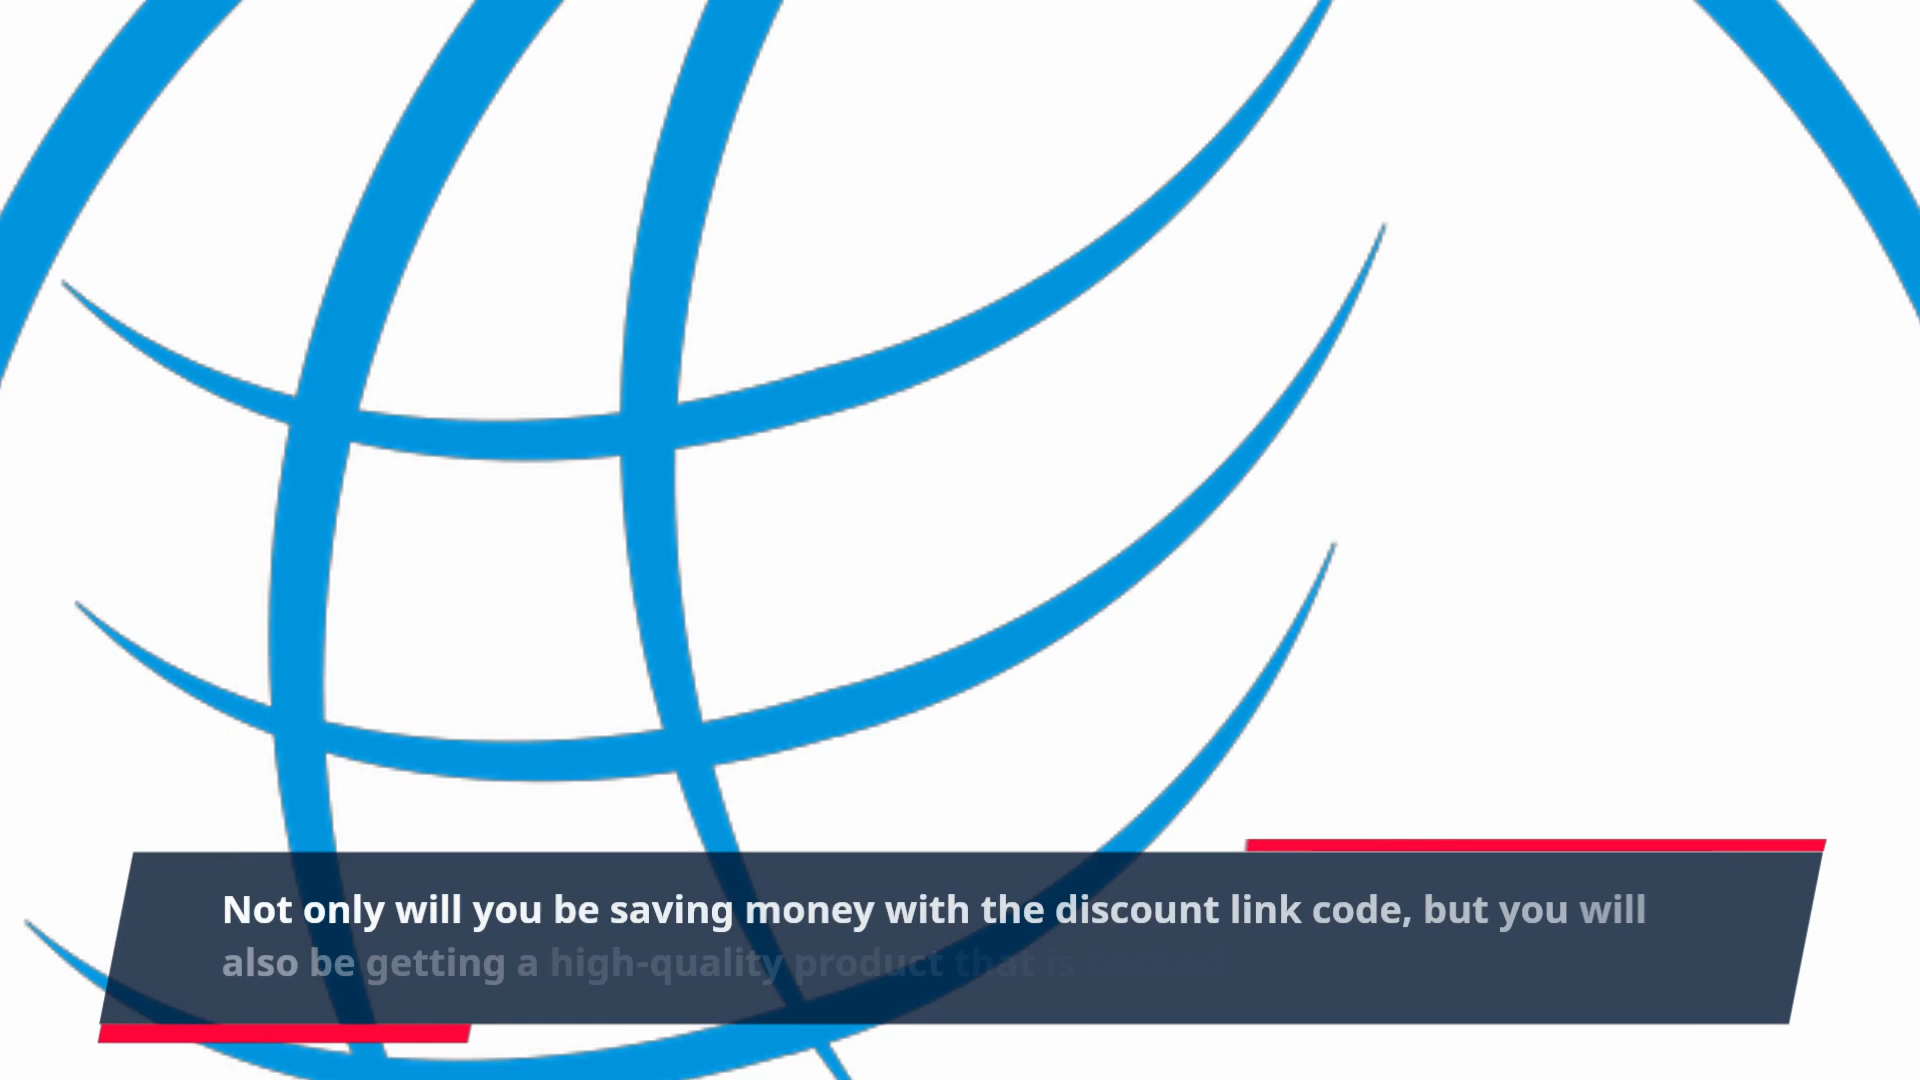 Not only will you be saving money with the discount link code, but you will
also be getting a high-quality product that is backed